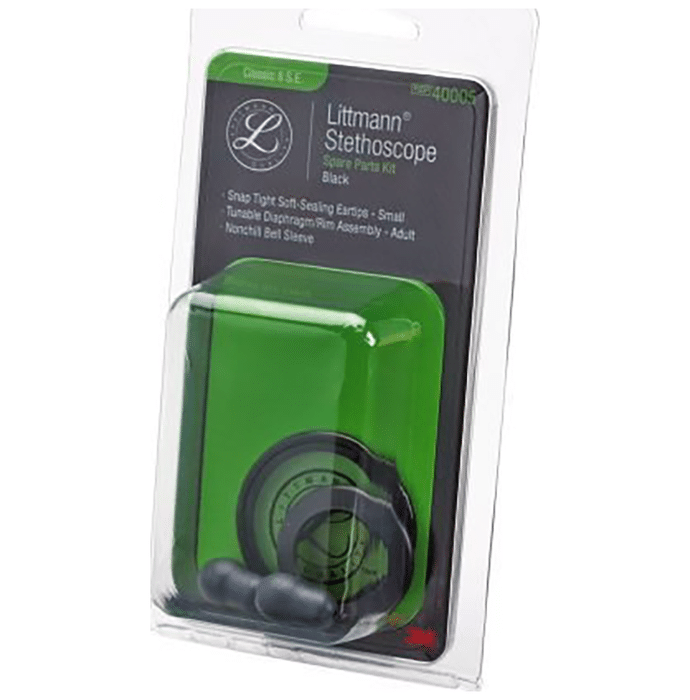 Classic II S.E.
REF 40005
Littmann®
Stethoscope
Spare Parts Kit
Black
· Snap Tight Soft-Sealing Eartips - Small
· Tunable Diaphragm/Rim Assembly - Adult
· Nonchill Bell Sleeve
3M